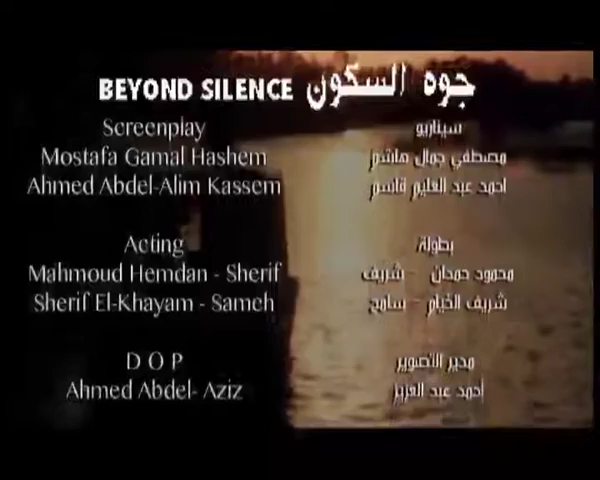 BEYOND SILENCE جوه السكون
Screenplay سيناريو
Mostafa Gamal Hashem مصطفي جمال هاشم
Ahmed Abdel-Alim Kassem احمد عبد العليم قاسم
Acting بطولة
Mahmoud Hemdan - Sherif محمود حمدان - شريف
Sherif El-Khayam - Sameh شريف الخيام - سامح
D O P مدير التصوير
Ahmed Abdel- Aziz أحمد عبد العزيز